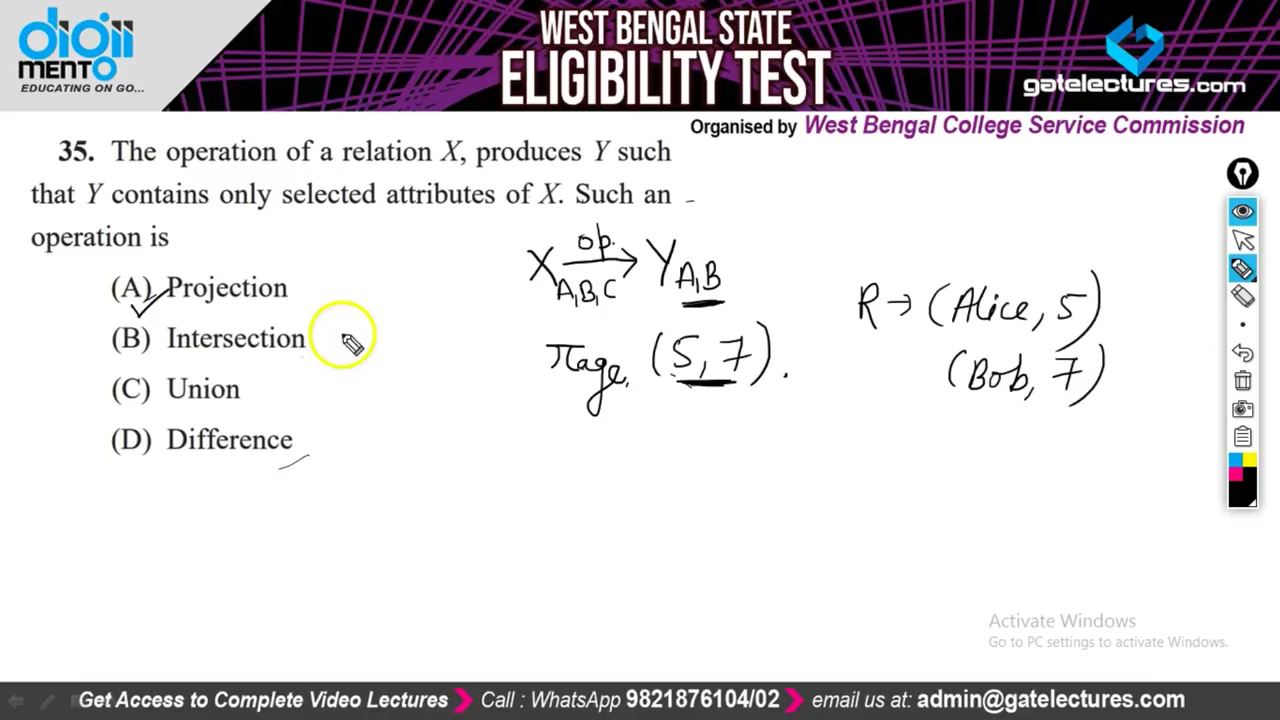 digii
MENTO
EDUCATING ON GO...
WEST BENGAL STATE
ELIGIBILITY TEST
gatelectures.com
Organised by West Bengal College Service Commission
35. The operation of a relation X, produces Y such
that Y contains only selected attributes of X. Such an
operation is
(A) Projection
(B) Intersection
(C) Union
(D) Difference
X op. → Y A,B
A,B,C
πage (5,7).
R → (Alice, 5)
(Bob, 7)
Activate Windows
Go to PC settings to activate Windows.
Get Access to Complete Video Lectures Call : WhatsApp 9821876104/02 email us at: admin@gatelectures.com